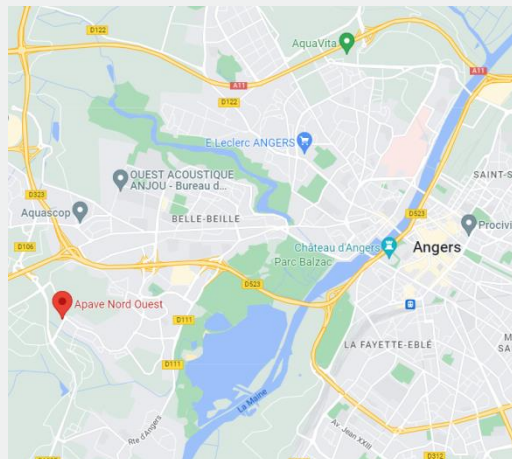 D122
AquaVita
A11
A11
D122
E.Leclerc ANGERS
OUEST ACOUSTIQUE
ANJOU - Bureau d...
SAINT-S
D323
Aquascop
BELLE-BEILLE
D523
Procivi
D106
Château d'Angers
Angers
Parc Balzac
D523
Apave Nord Ouest
D111
LA FAYETTE-EBLÉ
M
SA
D111
La Maine
Rte d'Angers
Av. Jean XXIII
D312